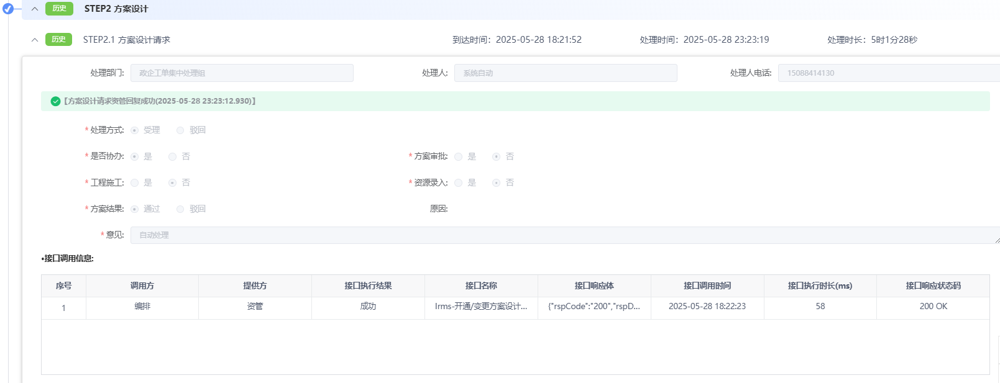 历史 STEP2 方案设计
历史 STEP2.1 方案设计请求 到达时间：2025-05-28 18:21:52 处理时间：2025-05-28 23:23:19 处理时长：5时1分28秒
处理部门: 政企工单集中处理组 处理人: 系统自动 处理人电话: 15088414130
【方案设计请求资管回复成功(2025-05-28 23:23:12.930)】
* 处理方式: 受理 驳回
* 是否协办: 是 否 * 方案审批: 是 否
* 工程施工: 是 否 * 资源录入: 是 否
* 方案结果: 通过 驳回 原因:
* 意见: 自动处理
•接口调用信息:
序号 调用方 提供方 接口执行结果 接口名称 接口响应体 接口调用时间 接口执行时长(ms) 接口响应状态码
1 编排 资管 成功 Irms-开通/变更方案设计... {"rspCode":"200","rspD... 2025-05-28 18:22:23 58 200 OK